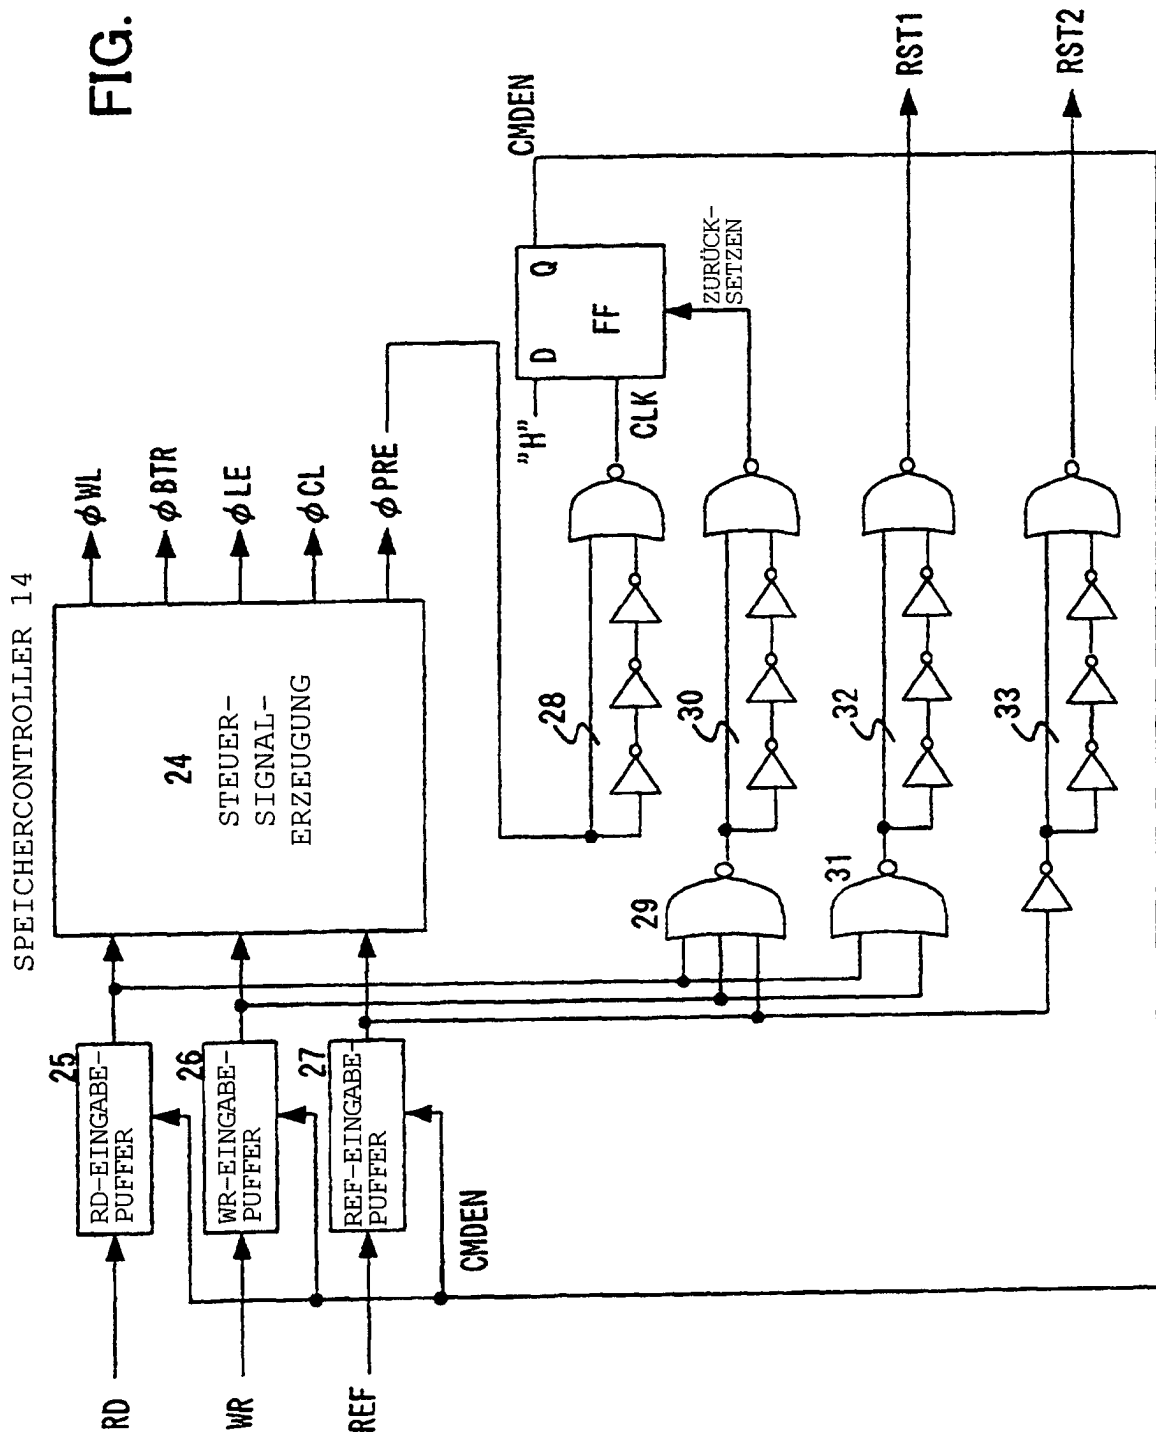 FIG.
SPEICHERCONTROLLER 14
RD
WR
REF
25
RD-EINGABE-
PUFFER
26
WR-EINGABE-
PUFFER
27
REF-EINGABE-
PUFFER
CMDEN
24
STEUER-
SIGNAL-
ERZEUGUNG
φWL
φBTR
φLE
φCL
φPRE
28
29
30
31
32
33
"H"
D
Q
FF
CLK
ZURÜCK-
SETZEN
CMDEN
RST1
RST2